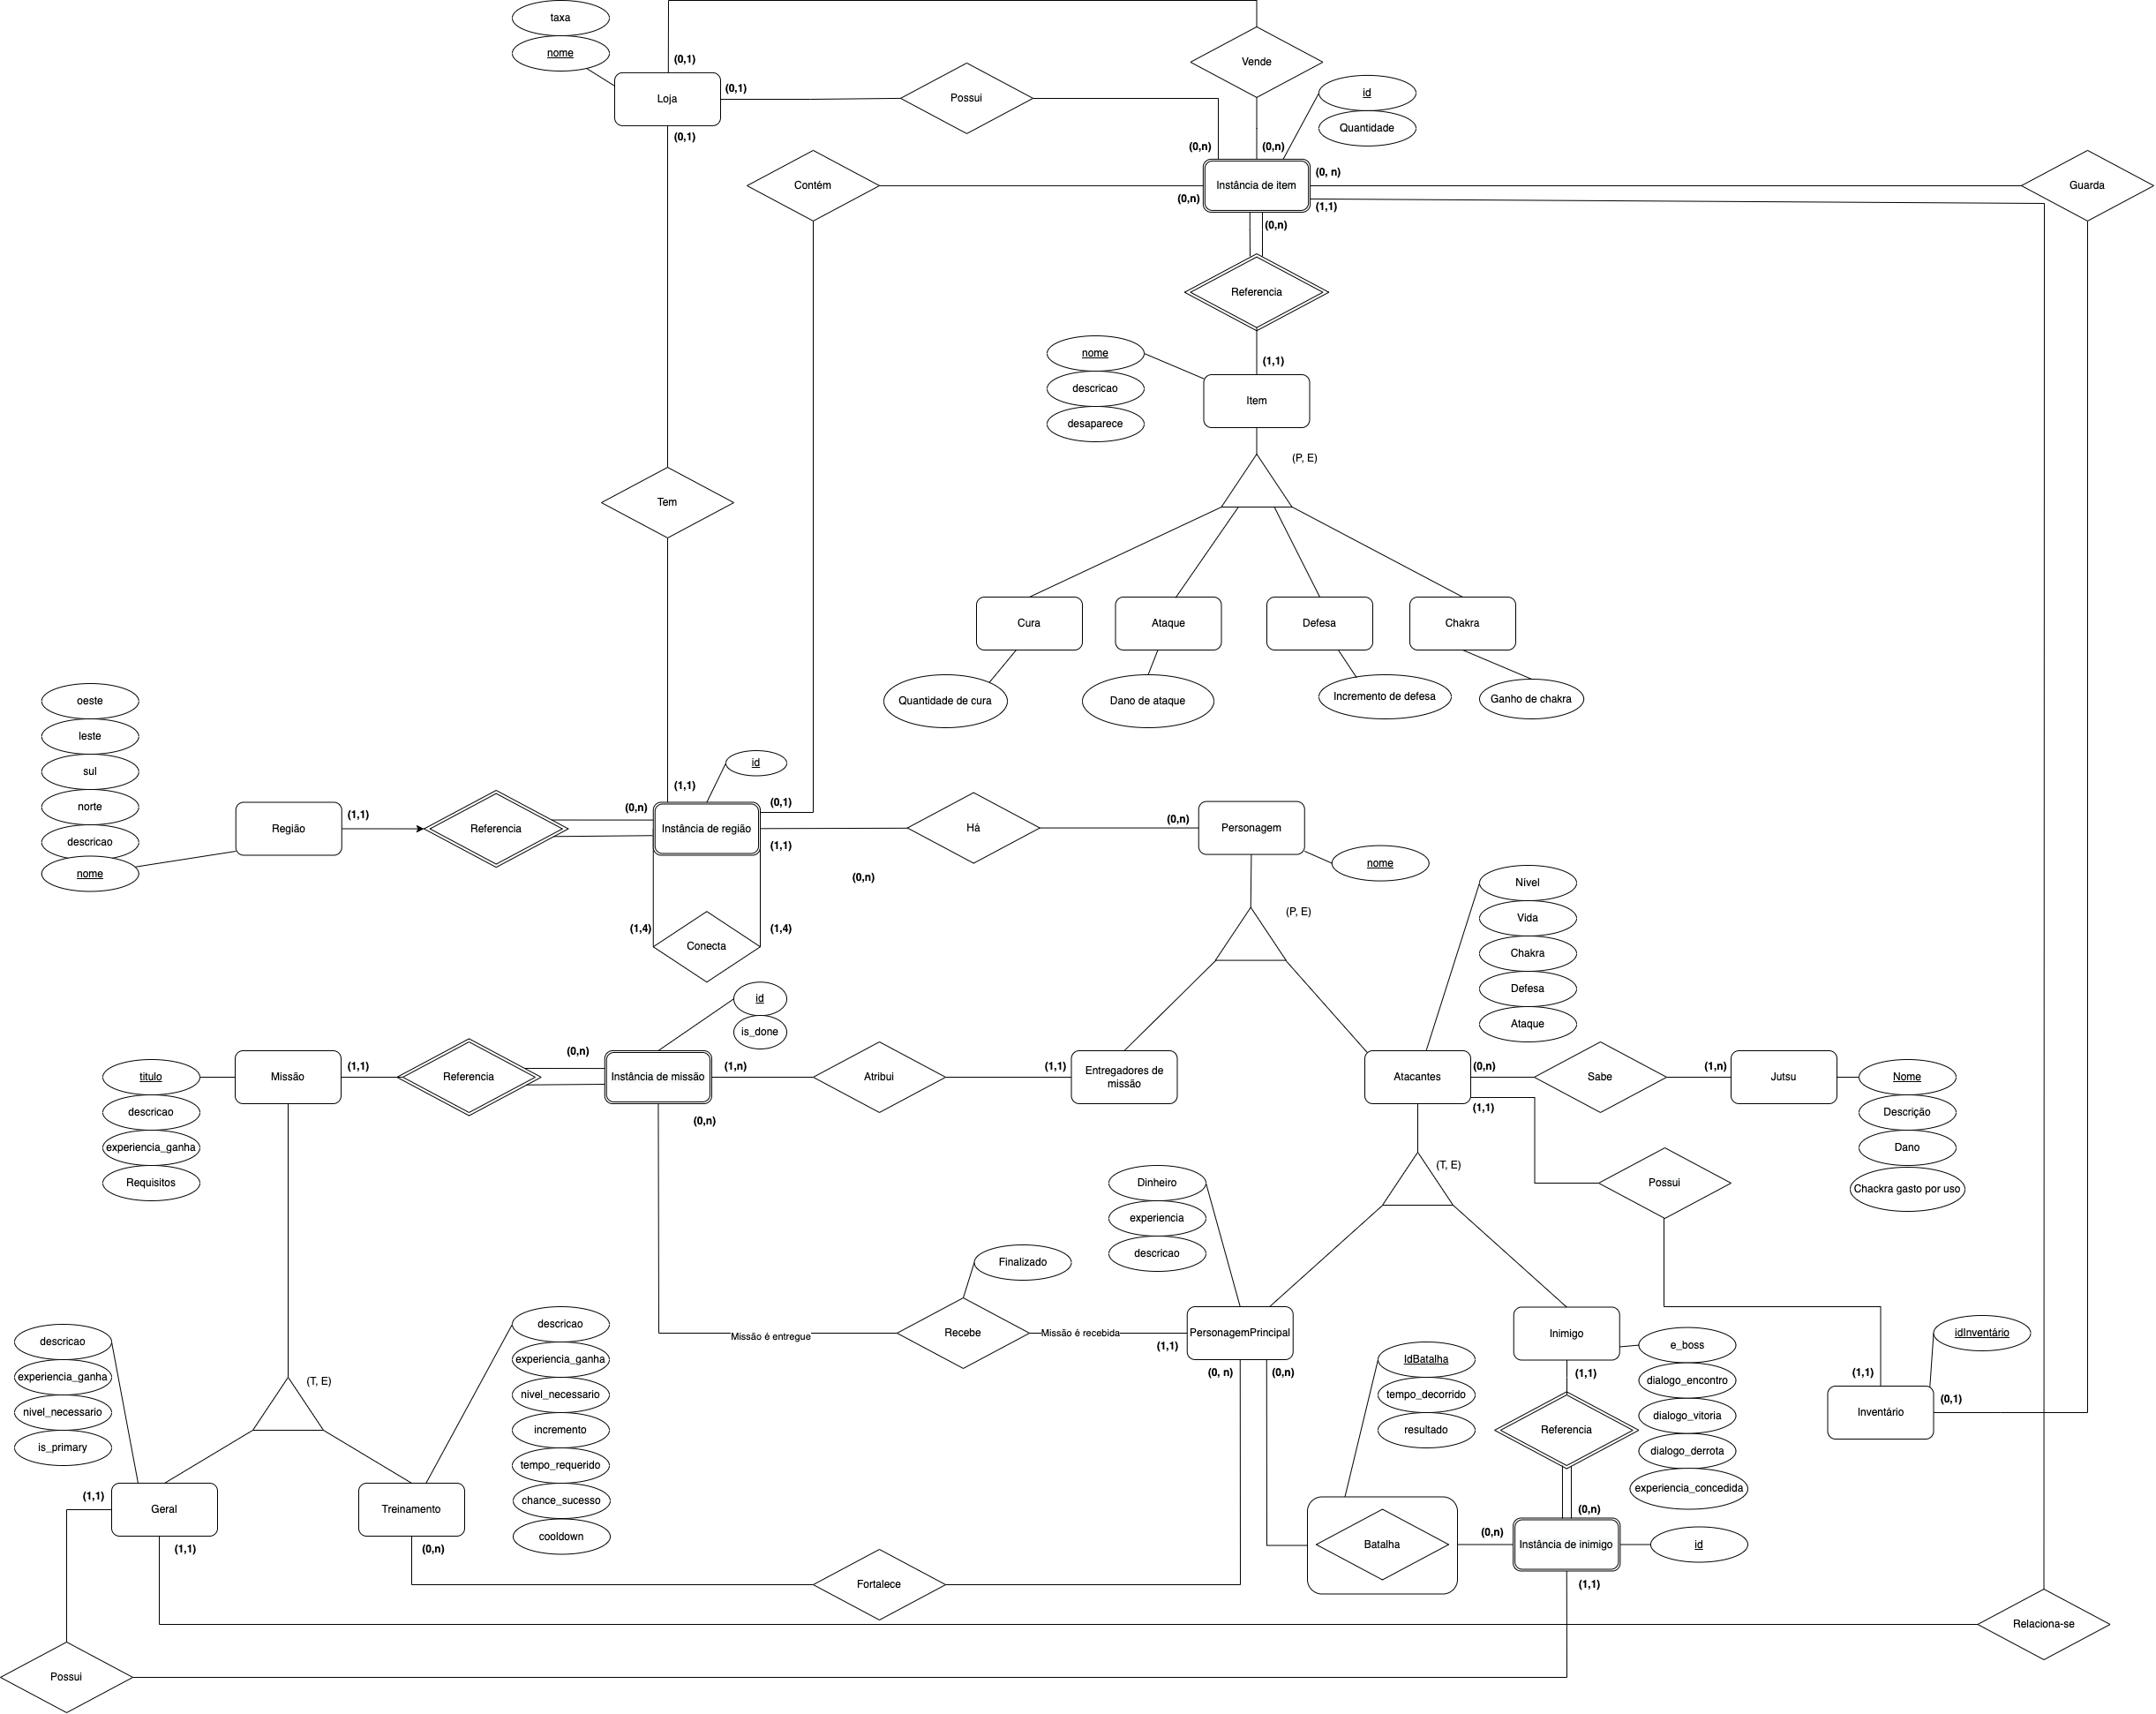 taxa
nome
(0,1)
Loja
(0,1)
(0,1)
Possui
Vende
id
Quantidade
(0,n)
(0,n)
Contém
Instância de item
(0, n)
(0,n)
(1,1)
Guarda
(0,n)
Referencia
nome
descricao
desaparece
(1,1)
Item
(P, E)
Tem
Cura
Ataque
Defesa
Chakra
Quantidade de cura
Dano de ataque
Incremento de defesa
Ganho de chakra
oeste
leste
sul
norte
descricao
nome
Região
(1,1)
Referencia
(0,n)
id
(1,1)
(0,1)
Instância de região
(1,1)
Há
(0,n)
Personagem
nome
(0,n)
(1,4)
Conecta
(1,4)
(P, E)
Nível
Vida
Chakra
Defesa
Ataque
id
is_done
titulo
descricao
experiencia_ganha
Requisitos
Missão
(1,1)
Referencia
(0,n)
Instância de missão
(1,n)
(0,n)
Atribui
(1,1)
Entregadores de
missão
Atacantes
(0,n)
(1,1)
Sabe
(1,n)
Jutsu
Nome
Descrição
Dano
Chackra gasto por uso
(T, E)
Possui
Dinheiro
experiencia
descricao
Finalizado
Missão é entregue
Recebe
Missão é recebida
(1,1)
PersonagemPrincipal
(0, n)
(0,n)
Inimigo
(1,1)
e_boss
dialogo_encontro
dialogo_vitoria
dialogo_derrota
experiencia_concedida
idInventário
(1,1)
Inventário
(0,1)
IdBatalha
tempo_decorrido
resultado
Referencia
(0,n)
descricao
experiencia_ganha
nivel_necessario
is_primary
(T, E)
descricao
experiencia_ganha
nivel_necessario
incremento
tempo_requerido
chance_sucesso
cooldown
(1,1)
Geral
(1,1)
Treinamento
(0,n)
Batalha
(0,n)
Instância de inimigo
id
(1,1)
Fortalece
Relaciona-se
Possui